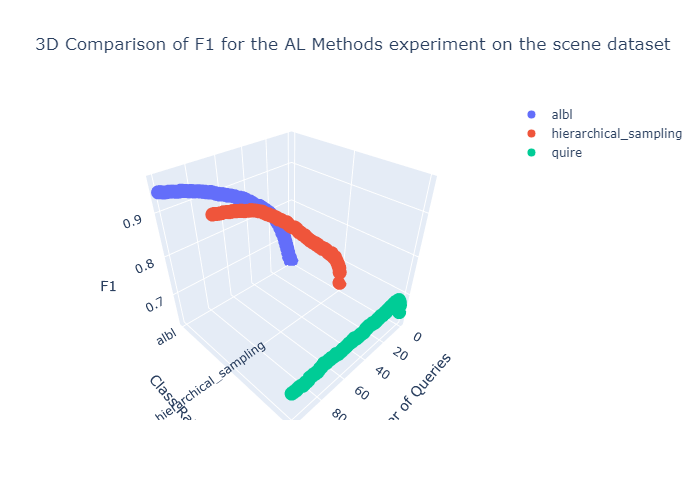 3D Comparison of F1 for the AL Methods experiment on the scene dataset
albl
hierarchical_sampling
quire
0.9
0.8
0.7
F1
albl
hierarchical_sampling
0
20
40
60
80
of Queries